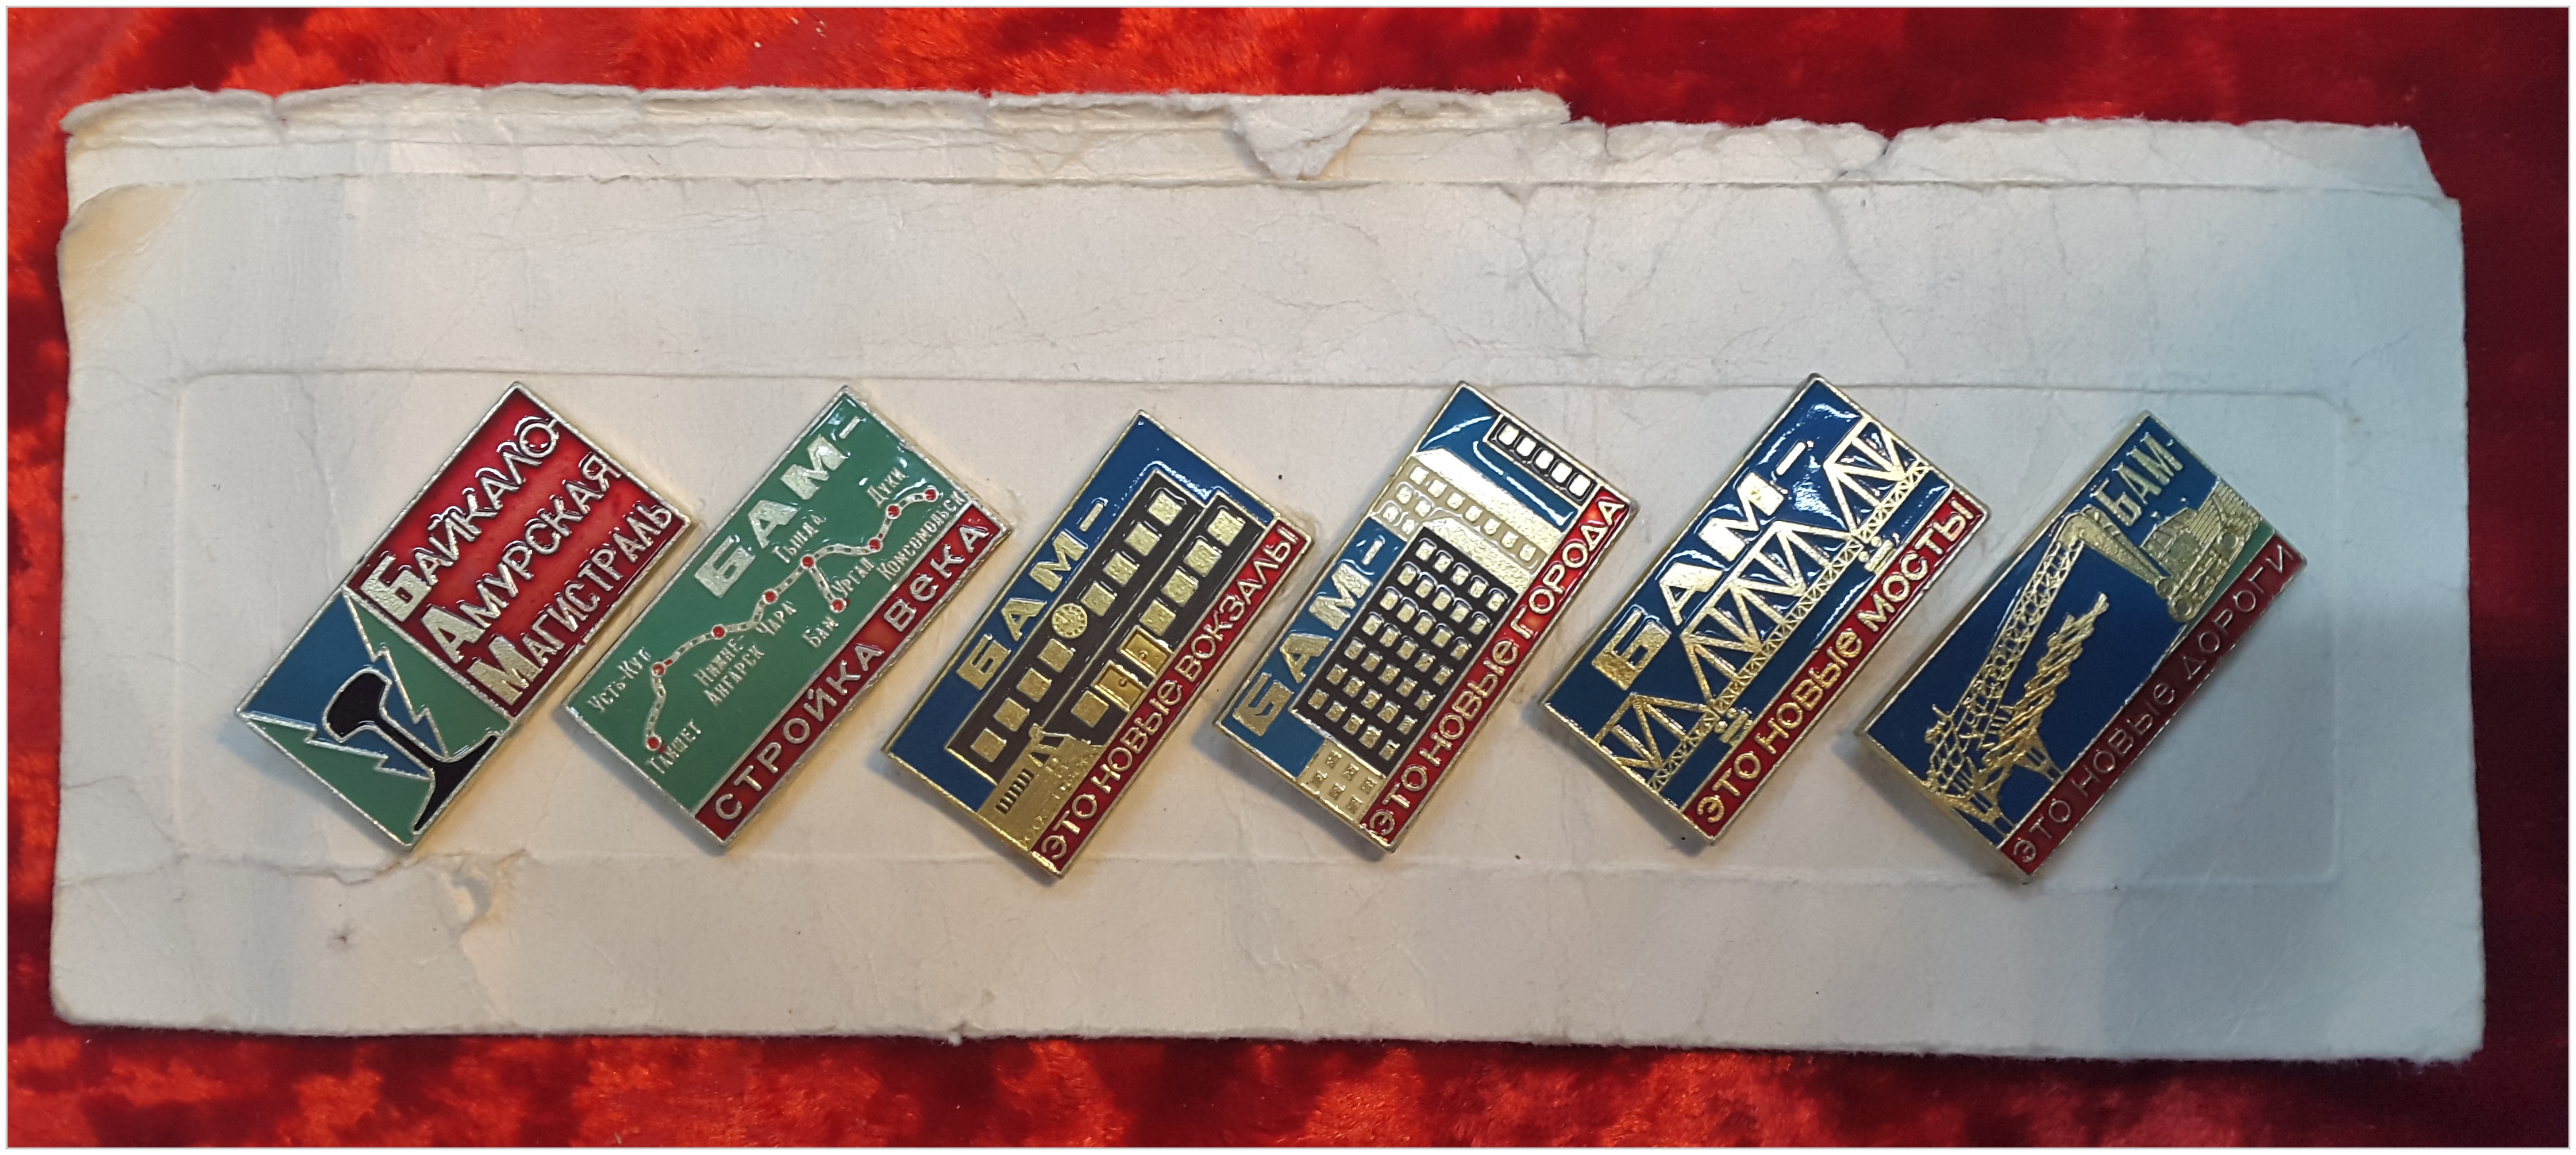 БАЙКАЛО-
АМУРСКАЯ
МАГИСТРАЛЬ
БАМ-
Усть-Кут
Тайшет
Нижне-
Ангарск
Чара
Тында
Бам
Ургал
Дуки
Комсомольск
СТРОЙКА ВЕКА
БАМ-
ЭТО НОВЫЕ ВОКЗАЛЫ
БАМ-
ЭТО НОВЫЕ ГОРОДА
БАМ-
ЭТО НОВЫЕ МОСТЫ
БАМ-
ЭТО НОВЫЕ ДОРОГИ